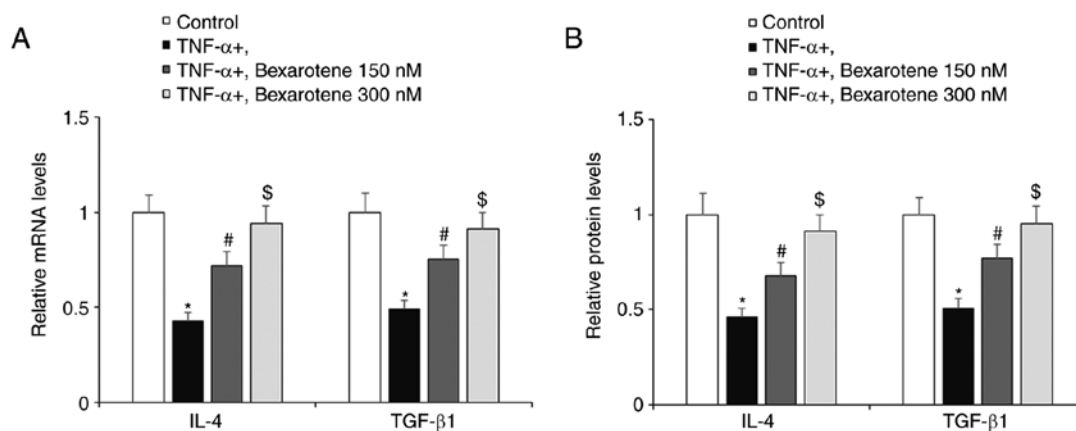 A
Control
TNF-α+,
TNF-α+, Bexarotene 150 nM
TNF-α+, Bexarotene 300 nM
Relative mRNA levels
1.5
1
0.5
0
*
#
$
*
#
$
IL-4
TGF-β1
B
Control
TNF-α+,
TNF-α+, Bexarotene 150 nM
TNF-α+, Bexarotene 300 nM
Relative protein levels
1.5
1
0.5
0
*
#
$
*
#
$
IL-4
TGF-β1